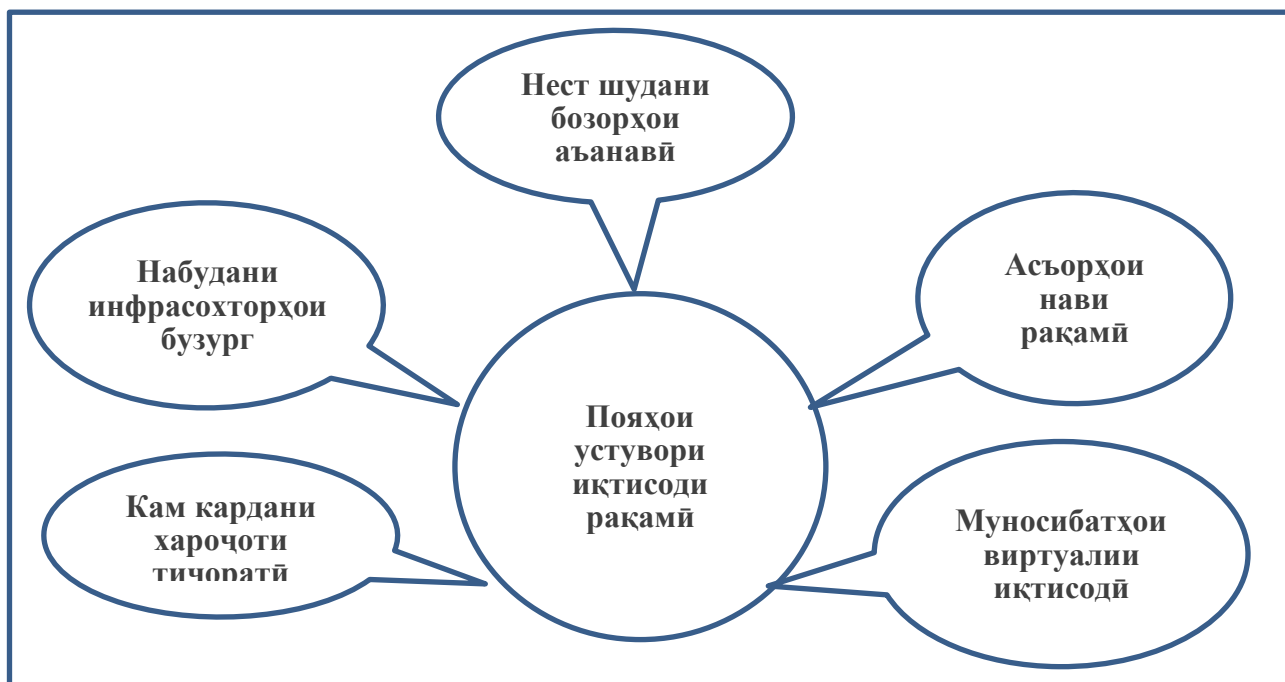 Нест шудани
бозорҳои
аъанавӣ
Набудани
инфрасохторҳои
бузург
Асъорҳои
нави
рақамӣ
Пояҳои
устувори
иқтисоди
рақамӣ
Кам кардани
хароҷоти
тиҷоратӣ
Муносибатҳои
виртуалии
иқтисодӣ